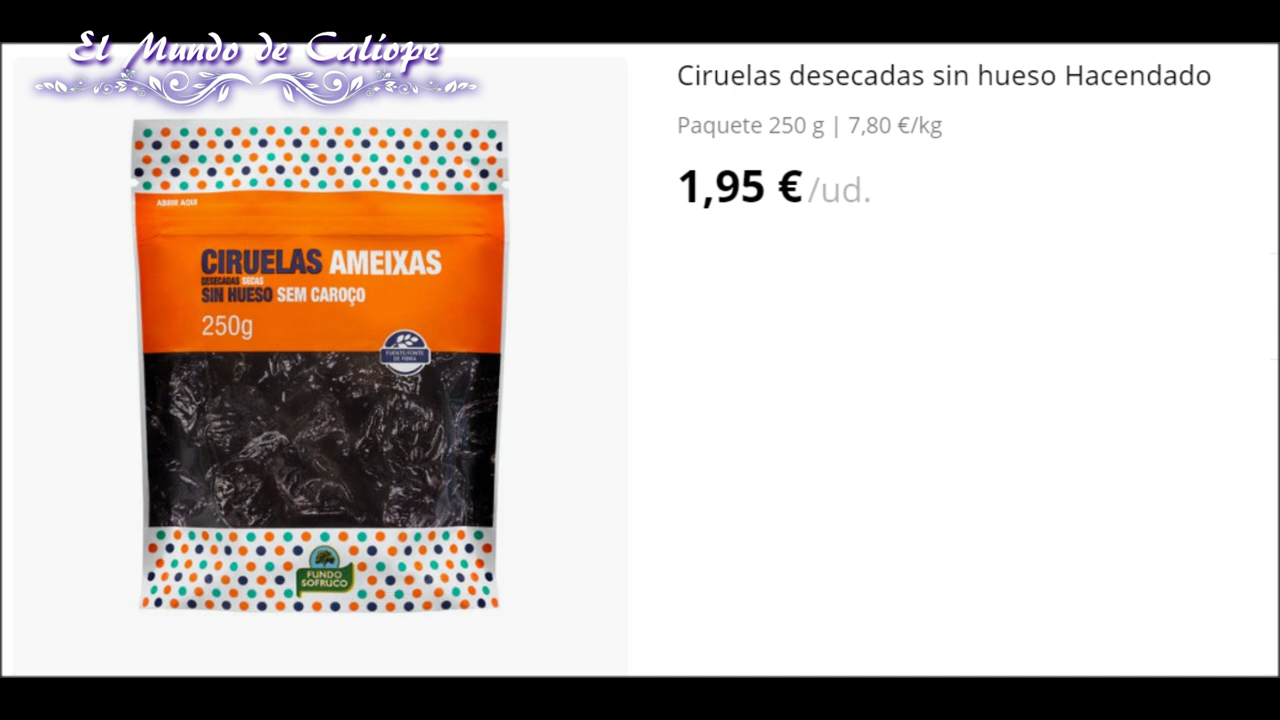 El Mundo de Calíope
Ciruelas desecadas sin hueso Hacendado
Paquete 250 g | 7,80 €/kg
1,95 €/ud.
ABRIR AQUI
CIRUELAS AMEIXAS
DESECADAS SECAS
SIN HUESO SEM CAROÇO
250g
FUENTE/FONTE
DE FIBRA
FUNDO
SOFRUCO